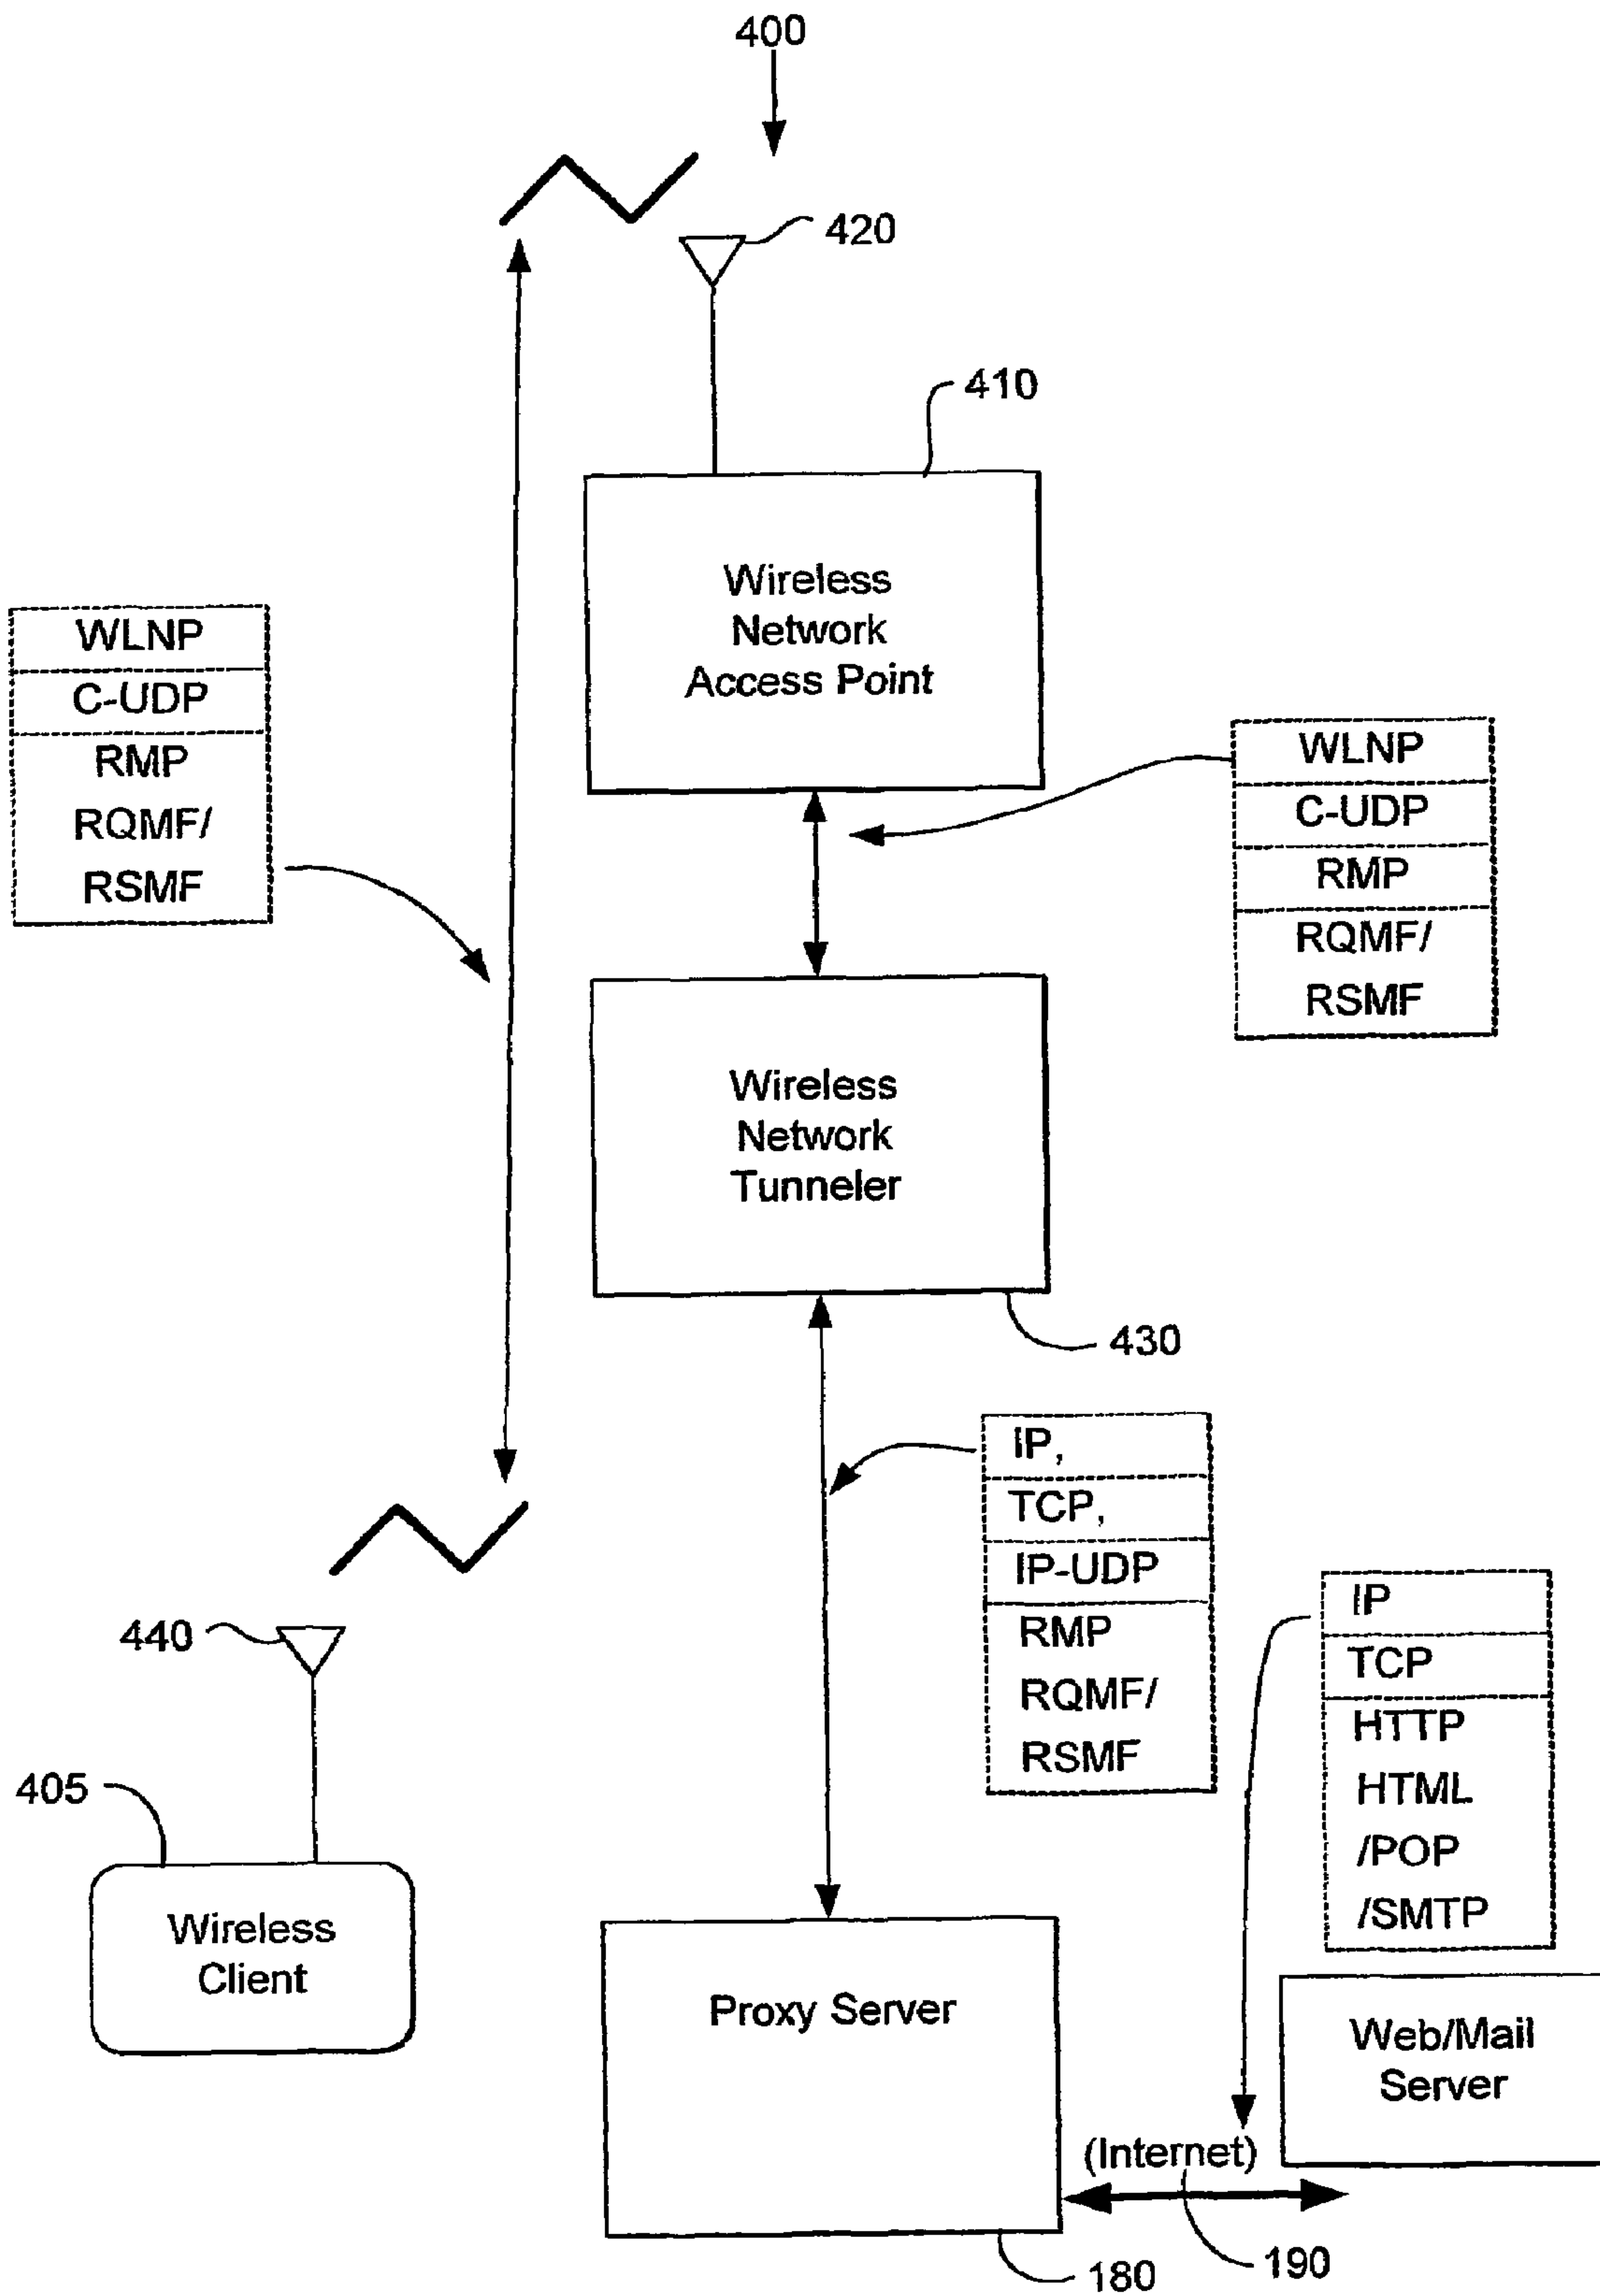 400
420
410
Wireless
Network
Access Point
WLNP
C-UDP
RMP
RQMF/
RSMF
WLNP
C-UDP
RMP
RQMF/
RSMF
Wireless
Network
Tunneler
430
IP,
TCP,
IP-UDP
RMP
RQMF/
RSMF
IP
TCP
HTTP
HTML
/POP
/SMTP
440
405
Wireless
Client
Proxy Server
Web/Mail
Server
(Internet)
190
180